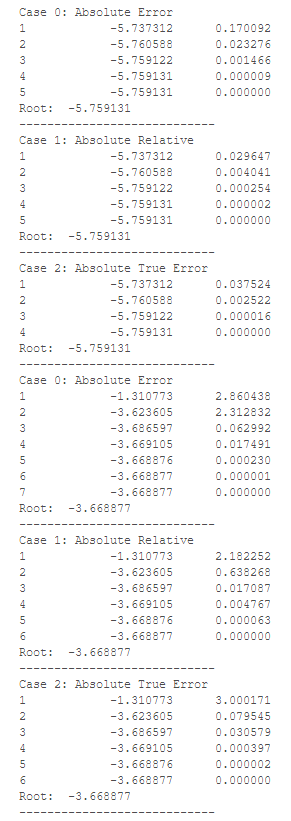 Case 0: Absolute Error
1 -5.737312 0.170092
2 -5.760588 0.023276
3 -5.759122 0.001466
4 -5.759131 0.000009
5 -5.759131 0.000000
Root: -5.759131
----------------------------
Case 1: Absolute Relative
1 -5.737312 0.029647
2 -5.760588 0.004041
3 -5.759122 0.000254
4 -5.759131 0.000002
5 -5.759131 0.000000
Root: -5.759131
----------------------------
Case 2: Absolute True Error
1 -5.737312 0.037524
2 -5.760588 0.002522
3 -5.759122 0.000016
4 -5.759131 0.000000
Root: -5.759131
----------------------------
Case 0: Absolute Error
1 -1.310773 2.860438
2 -3.623605 2.312832
3 -3.686597 0.062992
4 -3.669105 0.017491
5 -3.668876 0.000230
6 -3.668877 0.000001
7 -3.668877 0.000000
Root: -3.668877
----------------------------
Case 1: Absolute Relative
1 -1.310773 2.182252
2 -3.623605 0.638268
3 -3.686597 0.017087
4 -3.669105 0.004767
5 -3.668876 0.000063
6 -3.668877 0.000000
Root: -3.668877
----------------------------
Case 2: Absolute True Error
1 -1.310773 3.000171
2 -3.623605 0.079545
3 -3.686597 0.030579
4 -3.669105 0.000397
5 -3.668876 0.000002
6 -3.668877 0.000000
Root: -3.668877
----------------------------